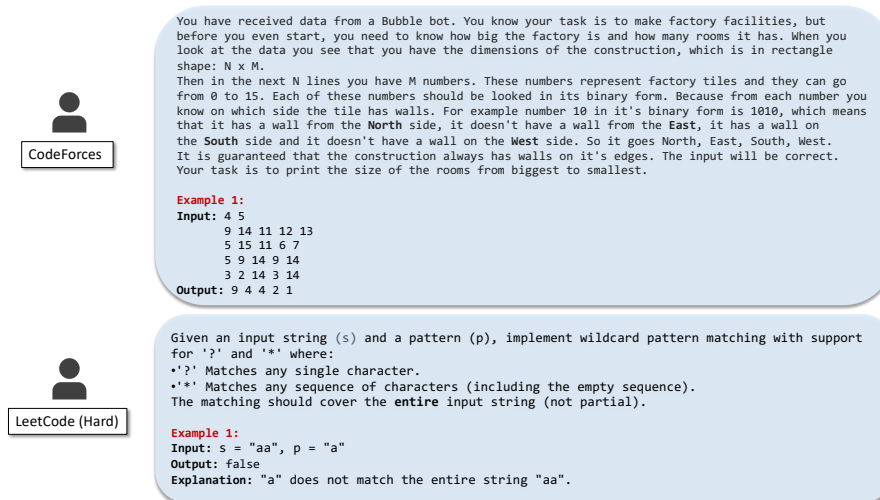 You have received data from a Bubble bot. You know your task is to make factory facilities, but
before you even start, you need to know how big the factory is and how many rooms it has. When you
look at the data you see that you have the dimensions of the construction, which is in rectangle
shape: N x M.
Then in the next N lines you have M numbers. These numbers represent factory tiles and they can go
from 0 to 15. Each of these numbers should be looked in its binary form. Because from each number you
know on which side the tile has walls. For example number 10 in it's binary form is 1010, which means
that it has a wall from the North side, it doesn't have a wall from the East, it has a wall on
the South side and it doesn't have a wall on the West side. So it goes North, East, South, West.
It is guaranteed that the construction always has walls on it's edges. The input will be correct.
Your task is to print the size of the rooms from biggest to smallest.
CodeForces
Example 1:
Input: 4 5
9 14 11 12 13
5 15 11 6 7
5 9 14 9 14
3 2 14 3 14
Output: 9 4 4 2 1
Given an input string (s) and a pattern (p), implement wildcard pattern matching with support
for '?' and '*' where:
•'?' Matches any single character.
•'*' Matches any sequence of characters (including the empty sequence).
The matching should cover the entire input string (not partial).
LeetCode (Hard)
Example 1:
Input: s = "aa", p = "a"
Output: false
Explanation: "a" does not match the entire string "aa".